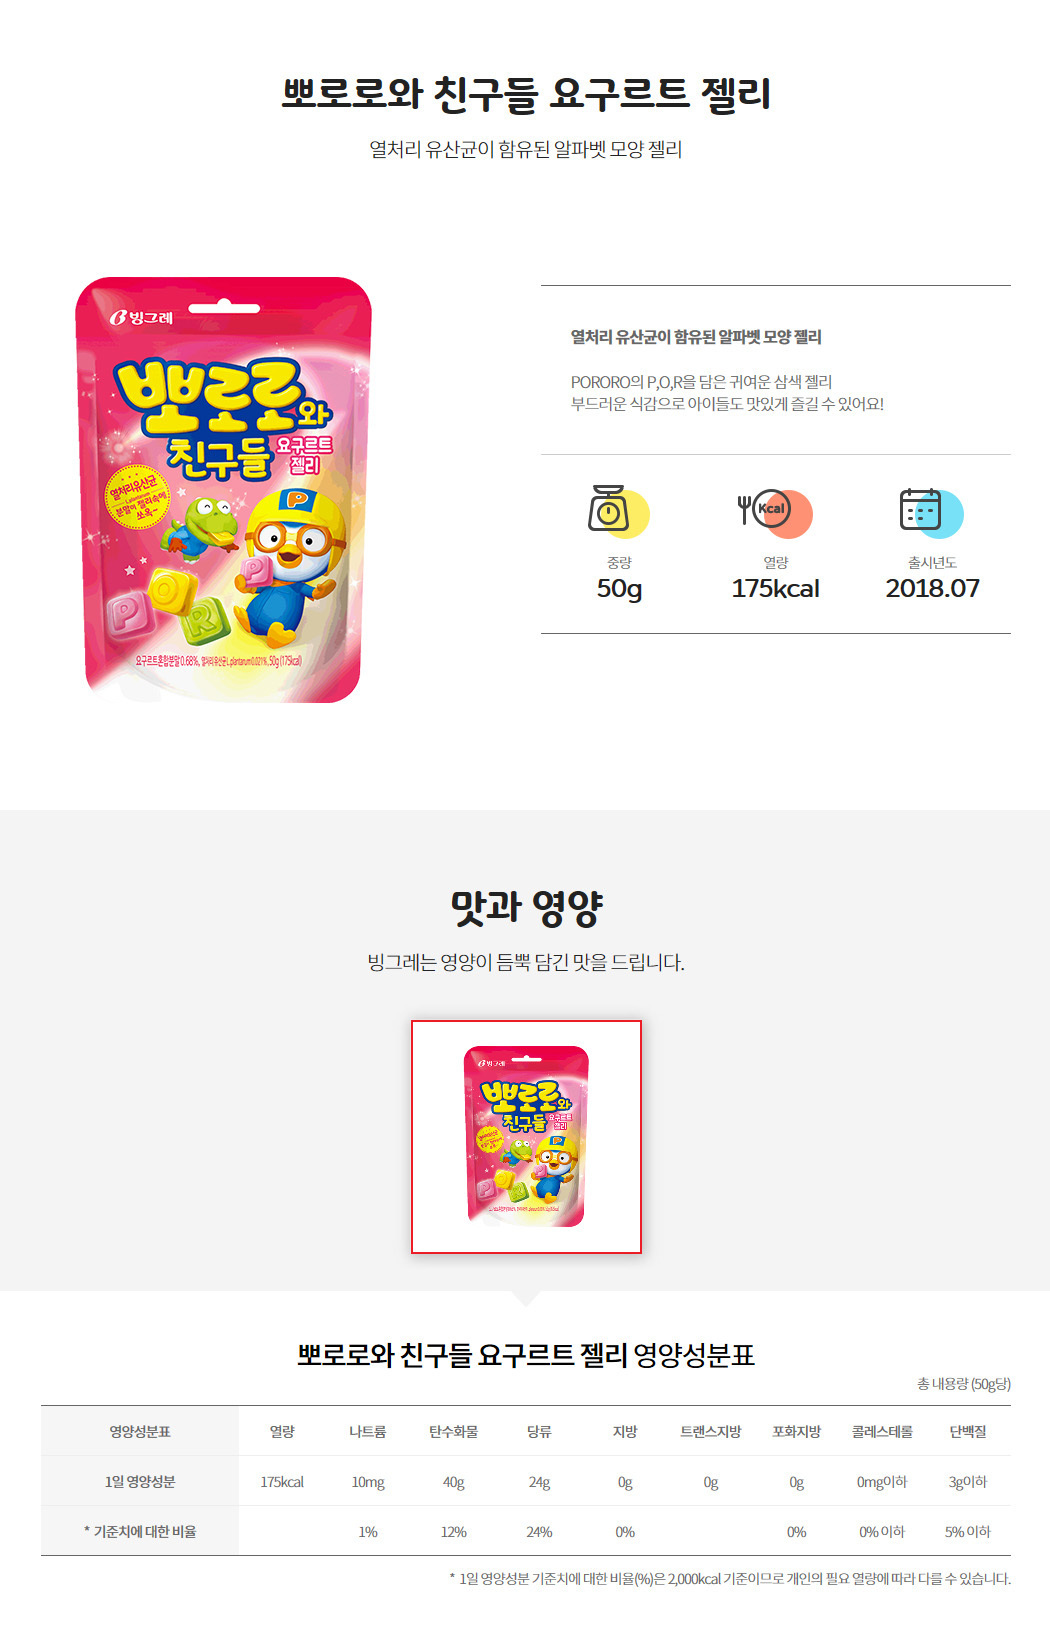 뽀로로와 친구들 요구르트 젤리
열처리 유산균이 함유된 알파벳 모양 젤리
빙그레
뽀로로와
친구들
요구르트
젤리
열처리유산균
L.plantarum
분말이 젤리속에
쏘옥~
P
P
P O R
요구르트혼합분말 0.68%, 열처리유산균 L.plantarum 0.021%, 50g (175kcal)
열처리 유산균이 함유된 알파벳 모양 젤리
PORORO의 P,O,R을 담은 귀여운 삼색 젤리
부드러운 식감으로 아이들도 맛있게 즐길 수 있어요!
Kcal
중량 열량 출시년도
50g 175kcal 2018.07
맛과 영양
빙그레는 영양이 듬뿍 담긴 맛을 드립니다.
빙그레
뽀로로와
친구들
요구르트
젤리
P
P
P O R
뽀로로와 친구들 요구르트 젤리 영양성분표
총 내용량 (50g당)
영양성분표 열량 나트륨 탄수화물 당류 지방 트랜스지방 포화지방 콜레스테롤 단백질
1일 영양성분 175kcal 10mg 40g 24g 0g 0g 0g 0mg이하 3g이하
* 기준치에 대한 비율 1% 12% 24% 0% 0% 0% 이하 5% 이하
* 1일 영양성분 기준치에 대한 비율(%)은 2,000kcal 기준이므로 개인의 필요 열량에 따라 다를 수 있습니다.